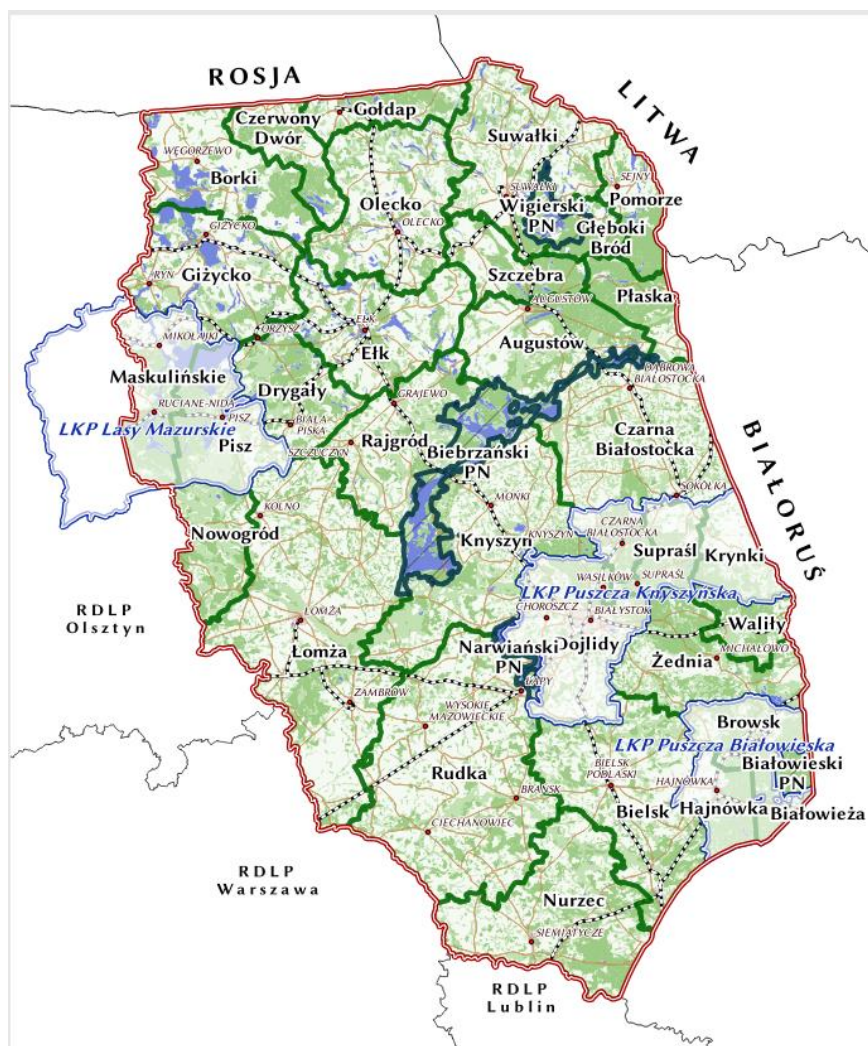 ROSJA
LITWA
Gołdap
Czerwony
Dwór
Suwałki
WĘGORZEWO
Borki
SEJNY
Pomorze
SUWAŁKI
Wigierski
PN
Olecko
OLECKO
Głęboki
Bród
GIŻYCKO
Giżycko
Szczebra
Płaska
RYN
AUGUSTÓW
Augustów
EŁK
Ełk
ORZYSZ
MIKOŁAJKI
Maskulińskie
Drygały
DĄBROWA
BIAŁOSTOCKA
GRAJEWO
RUCIANE-NIDA
PISZ
LKP Lasy Mazurskie
Pisz
BIAŁA
PISKA
Rajgród
SZCZUCZYN
Biebrzański
PN
Czarna
Białostocka
BIAŁORUŚ
SOKÓŁKA
MOŃKI
KOLNO
Nowogród
Knyszyn
KNYSZYN
CZARNA
BIAŁOSTOCKA
Supraśl
Krynki
WASILKÓW
SUPRAŚL
LKP Puszcza Knyszyńska
CHOROSZCZ
BIAŁYSTOK
RDLP
Olsztyn
ŁOMŻA
Łomża
Waliły
MICHAŁOWO
Narwiański
PN
Dojlidy
Żednia
ŁAPY
ZAMBRÓW
WYSOKIE
MAZOWIECKIE
Browsk
LKP Puszcza Białowieska
Rudka
BIELSK
PODLASKI
Białowieski
PN
HAJNÓWKA
BRAŃSK
Bielsk
Hajnówka
Białowieża
CIECHANOWIEC
RDLP
Warszawa
Nurzec
SIEMIATYCZE
RDLP
Lublin